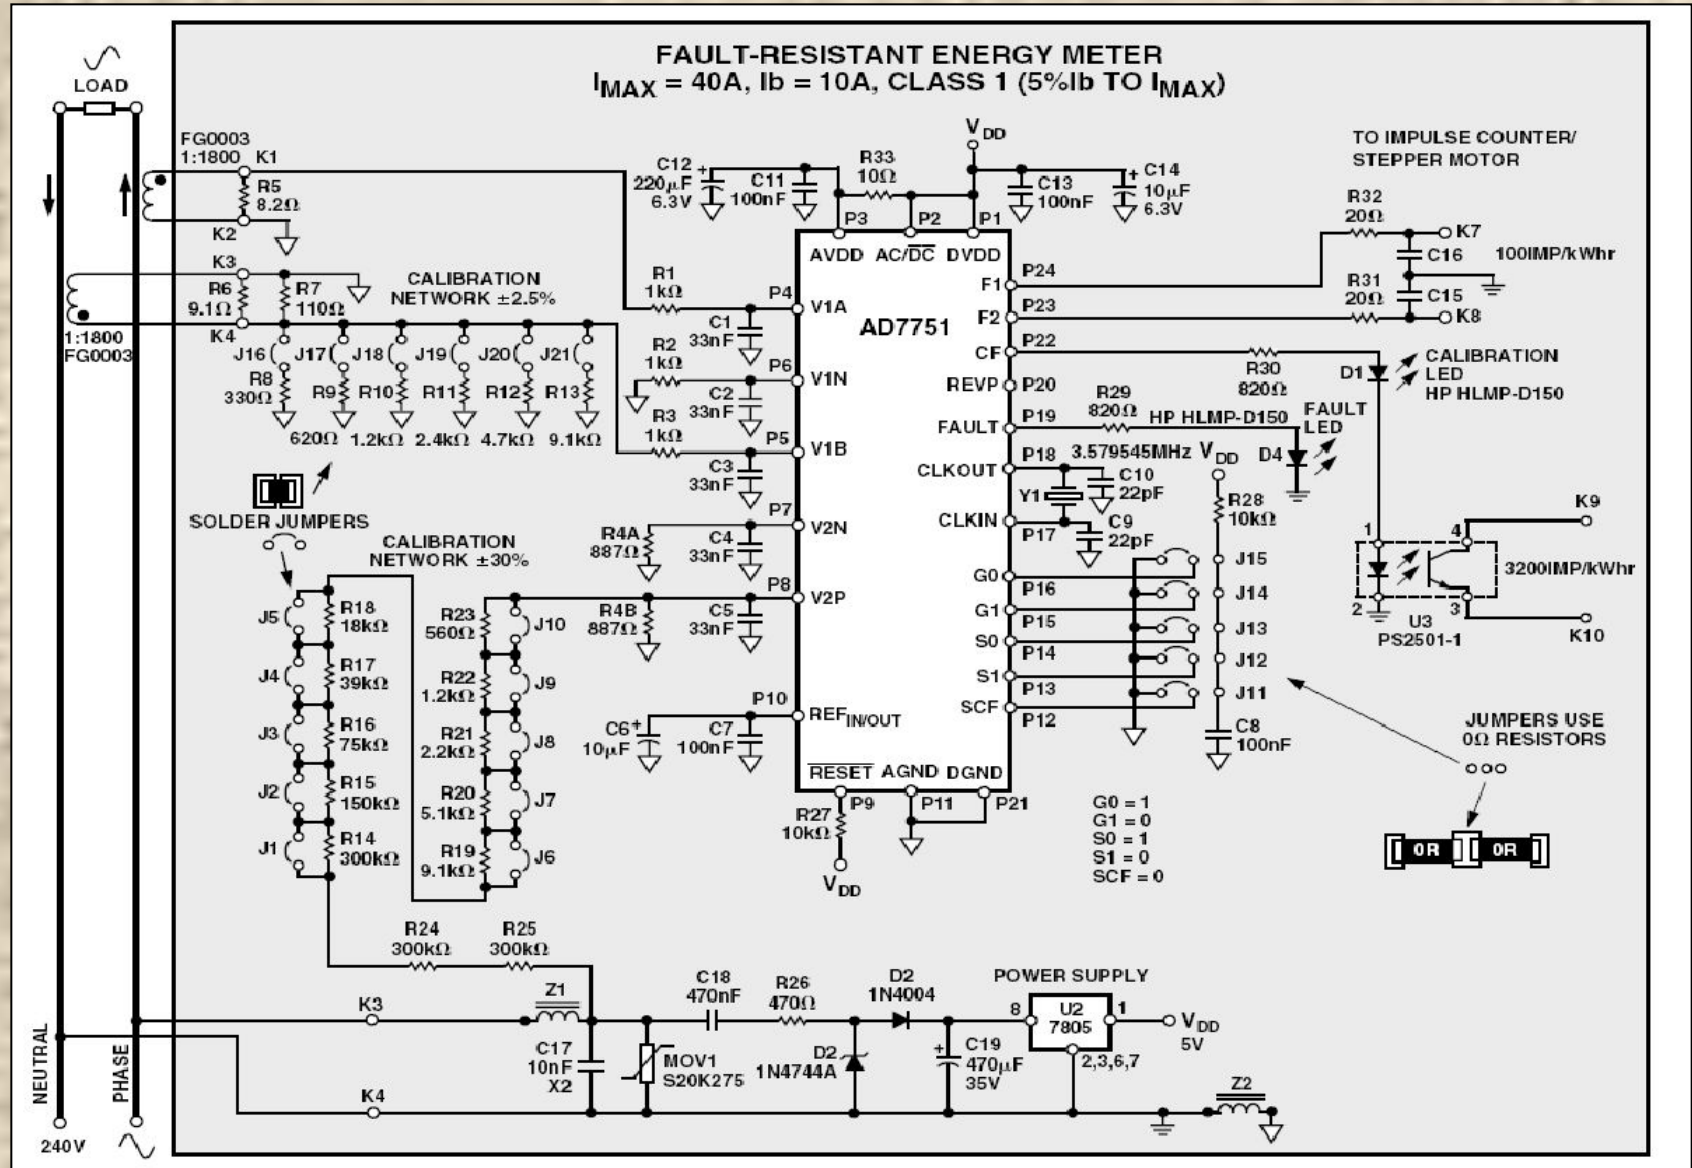 FAULT-RESISTANT ENERGY METER
IMAX = 40A, Ib = 10A, CLASS 1 (5%Ib TO IMAX)
LOAD
FG0003
1:1800
K1
R5
8.2Ω
K2
K3
R6
9.1Ω
R7
110Ω
K4
1:1800
FG0003
CALIBRATION
NETWORK ±2.5%
J16
J17
J18
J19
J20
J21
R8
330Ω
R9
620Ω
R10
1.2kΩ
R11
2.4kΩ
R12
4.7kΩ
R13
9.1kΩ
SOLDER JUMPERS
CALIBRATION
NETWORK ±30%
J5
R18
18kΩ
J4
R17
39kΩ
J3
R16
75kΩ
J2
R15
150kΩ
J1
R14
300kΩ
R23
560Ω
J10
R22
1.2kΩ
J9
R21
2.2kΩ
J8
R20
5.1kΩ
J7
R19
9.1kΩ
J6
R24
300kΩ
R25
300kΩ
C12
220μF
6.3V
+
C11
100nF
R33
10Ω
VDD
C13
100nF
+
C14
10μF
6.3V
P3
P2
P1
AVDD
AC/DC
DVDD
AD7751
R1
1kΩ
P4
V1A
C1
33nF
R2
1kΩ
P6
V1N
C2
33nF
R3
1kΩ
P5
V1B
C3
33nF
P7
V2N
R4A
887Ω
C4
33nF
P8
V2P
R4B
887Ω
C5
33nF
P10
REFIN/OUT
C6
10μF
+
C7
100nF
RESET
AGND
DGND
P9
P11
P21
R27
10kΩ
VDD
F1
P24
F2
P23
CF
P22
REVP
P20
FAULT
P19
CLKOUT
P18
CLKIN
P17
G0
P16
G1
P15
S0
P14
S1
P13
SCF
P12
TO IMPULSE COUNTER/
STEPPER MOTOR
R32
20Ω
K7
C16
100IMP/kWhr
R31
20Ω
C15
K8
R30
820Ω
D1
CALIBRATION
LED
HP HLMP-D150
R29
820Ω
HP HLMP-D150
FAULT
LED
D4
3.579545MHz
Y1
C10
22pF
C9
22pF
VDD
R28
10kΩ
J15
J14
J13
J12
J11
C8
100nF
1
2
4
3
U3
PS2501-1
K9
3200IMP/kWhr
K10
JUMPERS USE
0Ω RESISTORS
0R
0R
G0 = 1
G1 = 0
S0 = 1
S1 = 0
SCF = 0
NEUTRAL
PHASE
240V
K3
Z1
C17
10nF
X2
MOV1
S20K275
C18
470nF
R26
470Ω
D2
1N4004
D2
1N4744A
+
C19
470μF
35V
POWER SUPPLY
8
U2
7805
1
2,3,6,7
VDD
5V
K4
Z2